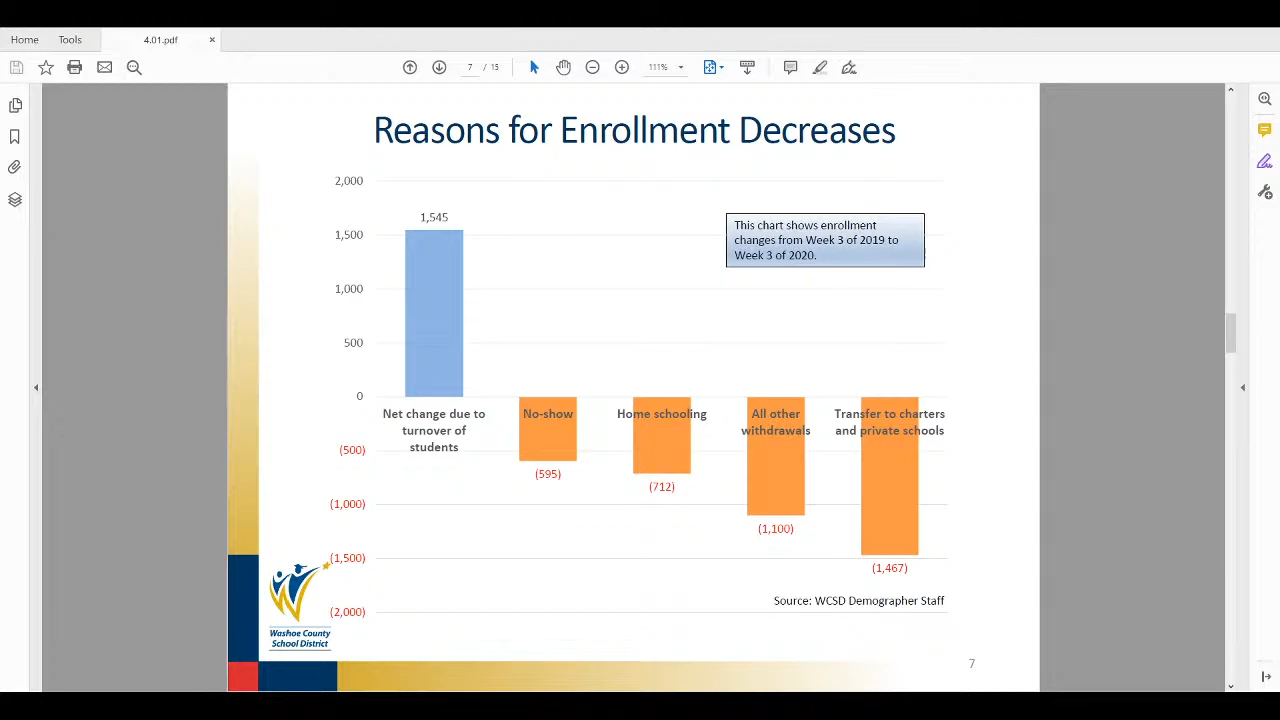 Home
Tools
4.01.pdf
×
7 / 15
111%
Reasons for Enrollment Decreases
2,000
1,545
This chart shows enrollment
changes from Week 3 of 2019 to
Week 3 of 2020.
1,500
1,000
500
0
Net change due to
turnover of
students
No-show
Home schooling
All other
withdrawals
Transfer to charters
and private schools
(500)
(595)
(712)
(1,000)
(1,100)
(1,500)
(1,467)
Source: WCSD Demographer Staff
(2,000)
Washoe County
School District
7